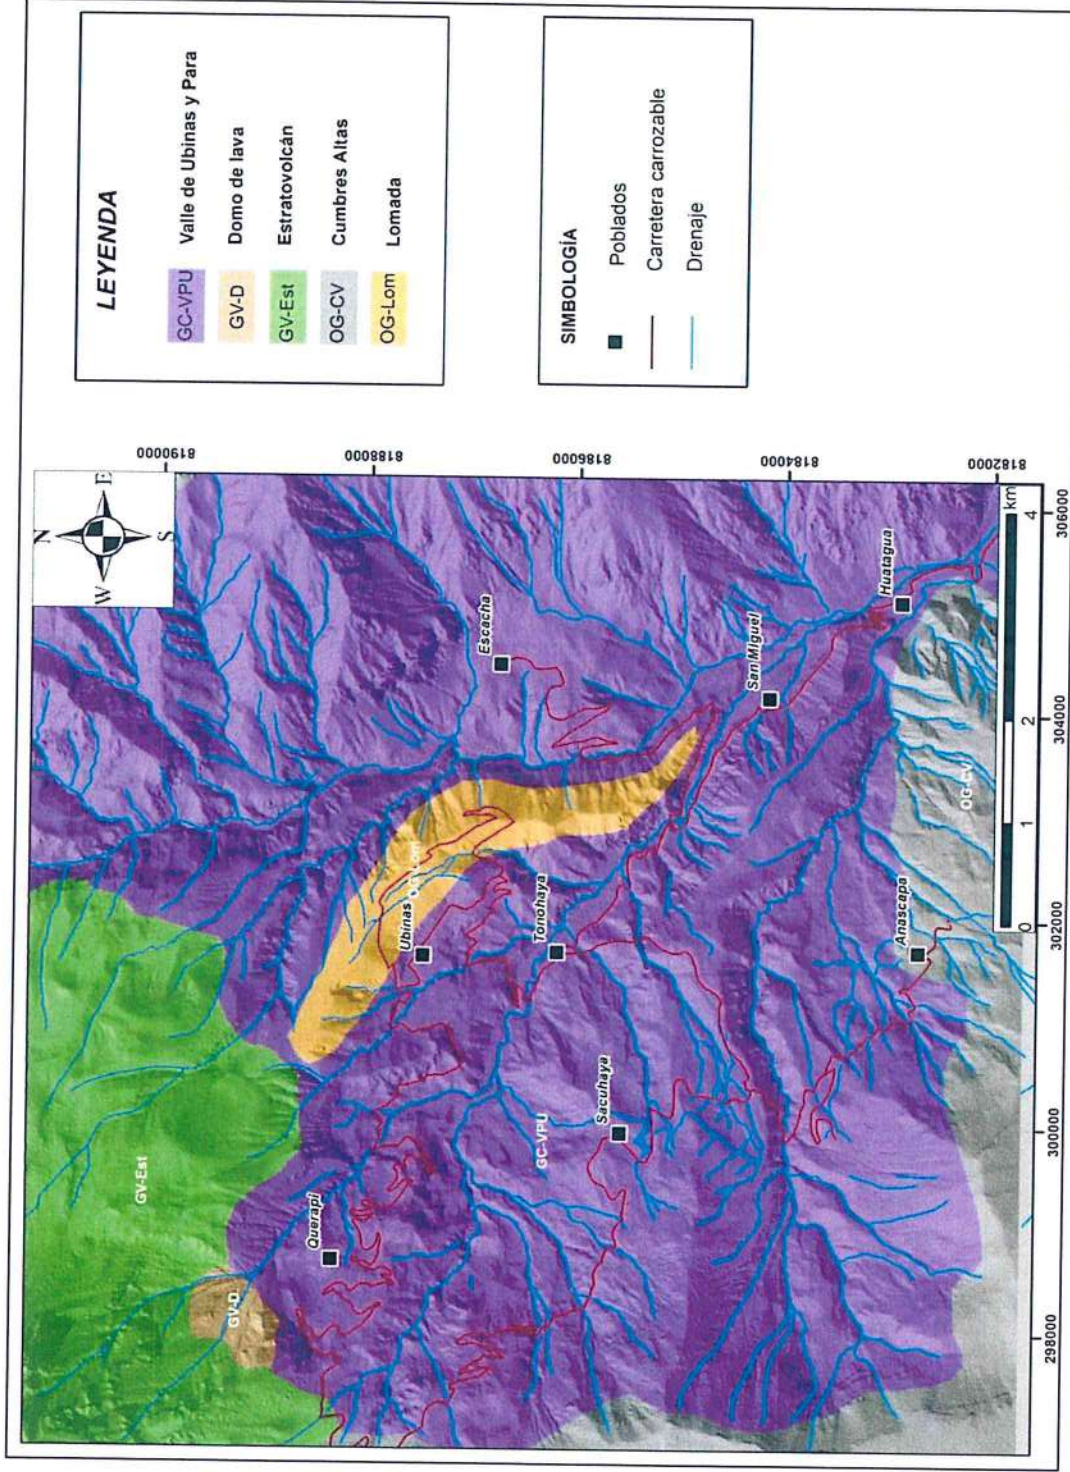 LEYENDA
GC-VPU Valle de Ubinas y Para
GV-D Domo de lava
GV-Est Estratovolcán
OG-CV Cumbres Altas
OG-Lom Lomada
SIMBOLOGÍA
Poblados
Carretera carrozable
Drenaje
N
W E
S
8190000
8188000
8186000
8184000
8182000
298000
300000
302000
304000
306000
0 1 2 4
km
GV-Est
GV-D
GC-VPU
OG-CV
Querapi
Ubinas
Escacha
Tonohaya
Sacuhaya
San Miguel
Huatagua
Anascapa